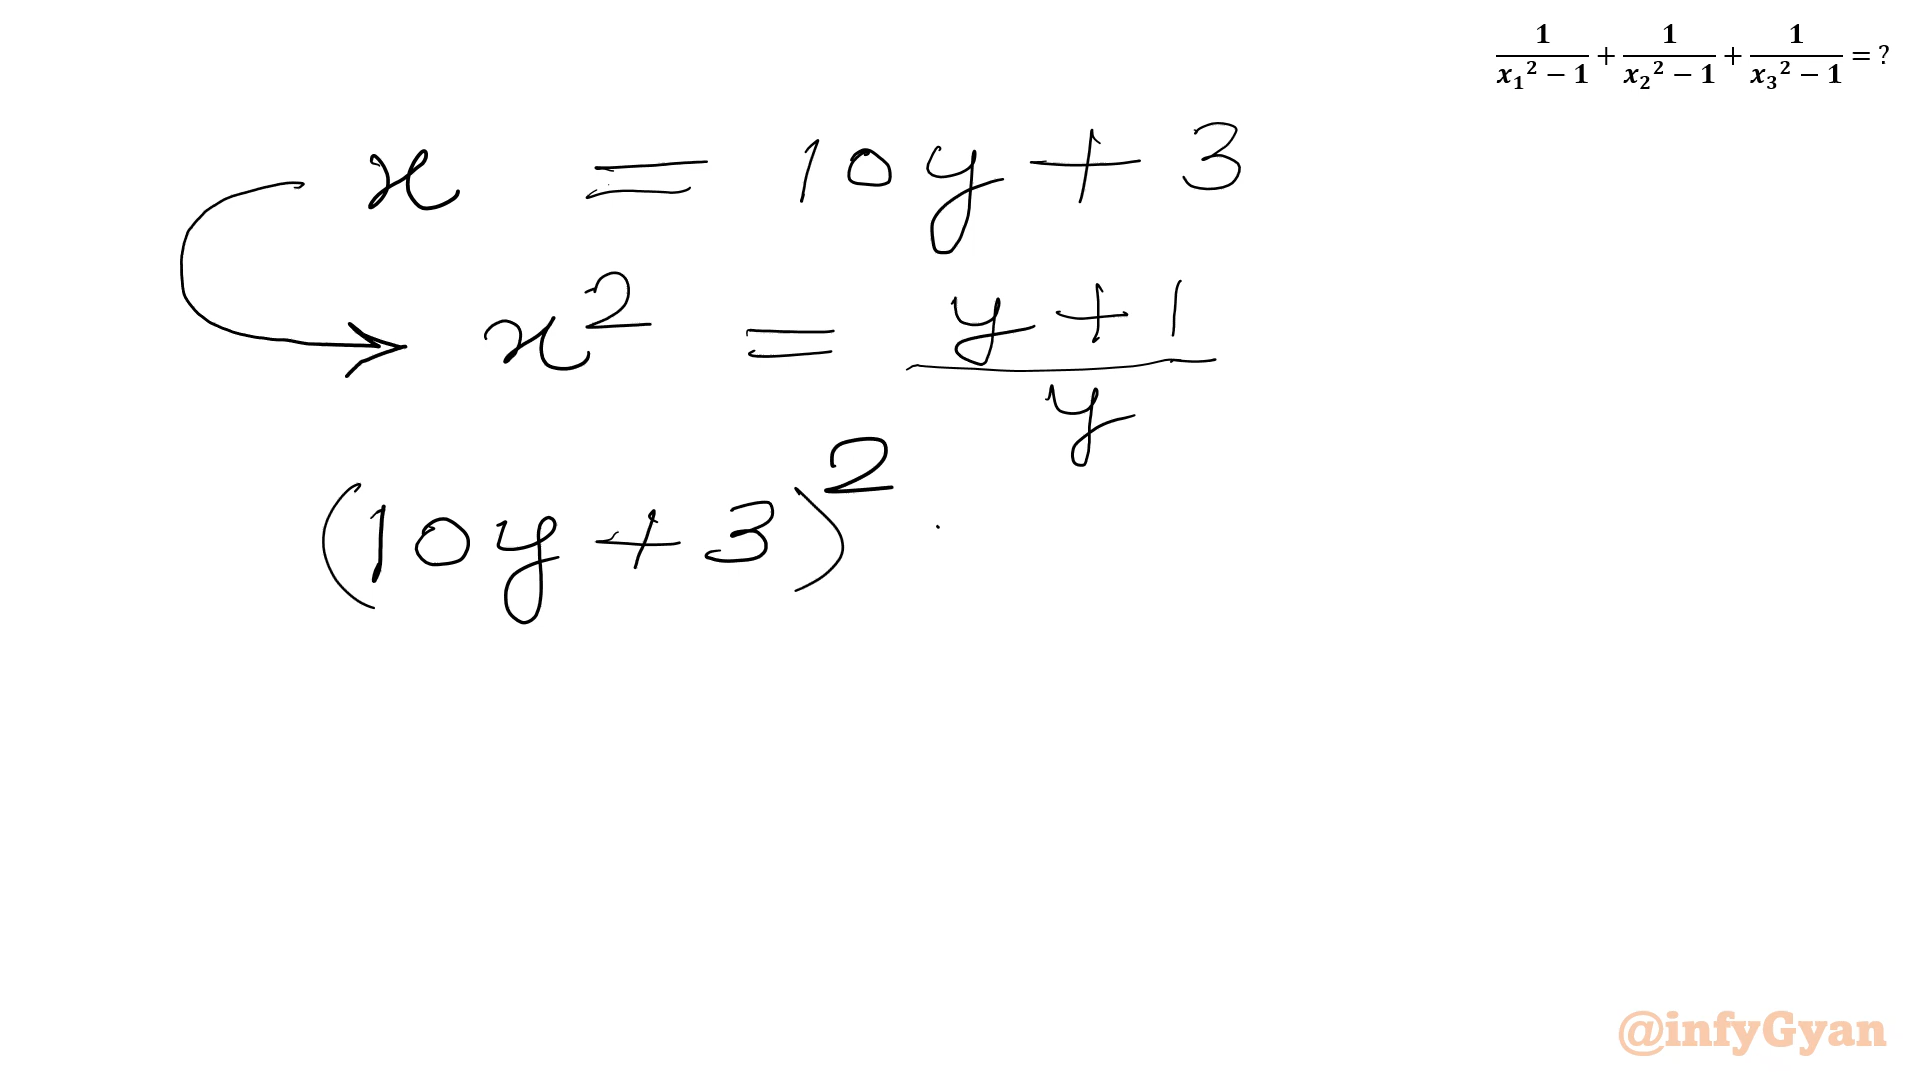 1/(x₁² − 1) + 1/(x₂² − 1) + 1/(x₃² − 1) = ?
x = 10y + 3
x² = (y + 1)/y
(10y + 3)²
@infyGyan